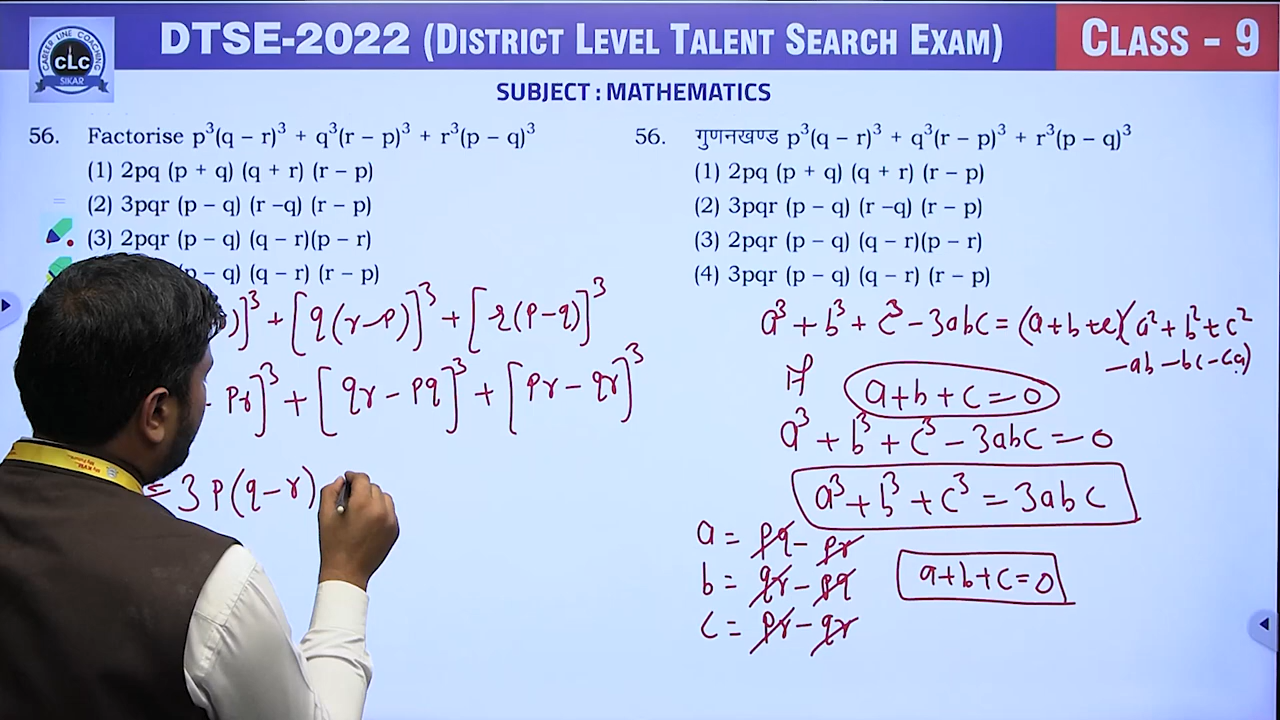 CAREER LINE COACHING
CLC
SIKAR
DTSE-2022 (DISTRICT LEVEL TALENT SEARCH EXAM)
CLASS - 9
SUBJECT : MATHEMATICS
56. Factorise p³(q – r)³ + q³(r – p)³ + r³(p – q)³
(1) 2pq (p + q) (q + r) (r – p)
(2) 3pqr (p – q) (r –q) (r – p)
(3) 2pqr (p – q) (q – r)(p – r)
p – q) (q – r) (r – p)
56. गुणनखण्ड p³(q – r)³ + q³(r – p)³ + r³(p – q)³
(1) 2pq (p + q) (q + r) (r – p)
(2) 3pqr (p – q) (r –q) (r – p)
(3) 2pqr (p – q) (q – r)(p – r)
(4) 3pqr (p – q) (q – r) (r – p)
)]³ + [q(r-p)]³ + [r(p-q)]³
- pr]³ + [qr - pq]³ + [pr - qr]³
= 3p(q-r)
a³ + b³ + c³ - 3abc = (a+b+c)(a² + b² + c²
-ab - bc - ca)
If
a+b+c=0
a³ + b³ + c³ - 3abc = 0
a³ + b³ + c³ = 3abc
a = pq - pr
b = qr - pq
c = pr - qr
a+b+c=0